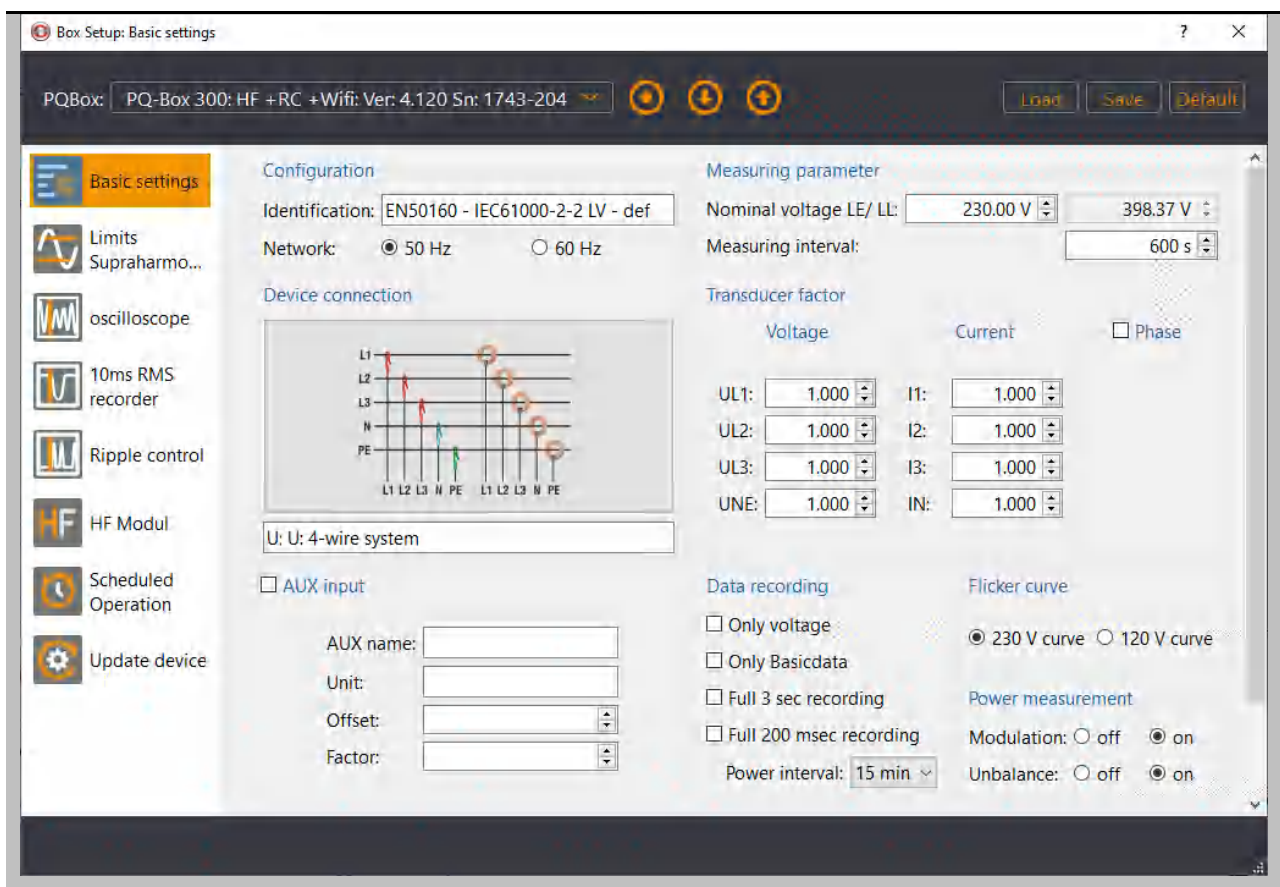 Box Setup: Basic settings ? ×
PQBox: PQ-Box 300: HF +RC +Wifi: Ver: 4.120 Sn: 1743-204
Load Save Default
Basic settings
Limits
Supraharmo...
oscilloscope
10ms RMS
recorder
Ripple control
HF HF Modul
Scheduled
Operation
Update device
Configuration
Identification: EN50160 - IEC61000-2-2 LV - def
Network: 50 Hz 60 Hz
Device connection
L1
L2
L3
N
PE
L1 L2 L3 N PE L1 L2 L3 N PE
U: U: 4-wire system
AUX input
AUX name:
Unit:
Offset:
Factor:
Measuring parameter
Nominal voltage LE/ LL: 230.00 V 398.37 V
Measuring interval: 600 s
Transducer factor
Voltage Current Phase
UL1: 1.000 I1: 1.000
UL2: 1.000 I2: 1.000
UL3: 1.000 I3: 1.000
UNE: 1.000 IN: 1.000
Data recording
Only voltage
Only Basicdata
Full 3 sec recording
Full 200 msec recording
Power interval: 15 min
Flicker curve
230 V curve 120 V curve
Power measurement
Modulation: off on
Unbalance: off on